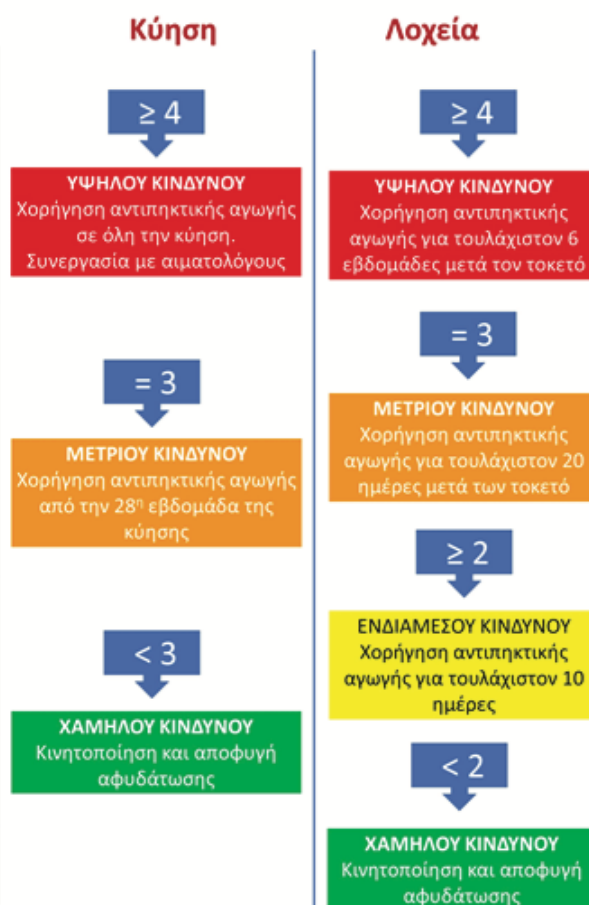 Κύηση
≥ 4
ΥΨΗΛΟΥ ΚΙΝΔΥΝΟΥ
Χορήγηση αντιπηκτικής αγωγής
σε όλη την κύηση.
Συνεργασία με αιματολόγους
= 3
ΜΕΤΡΙΟΥ ΚΙΝΔΥΝΟΥ
Χορήγηση αντιπηκτικής αγωγής
από την 28η εβδομάδα της
κύησης
< 3
ΧΑΜΗΛΟΥ ΚΙΝΔΥΝΟΥ
Κινητοποίηση και αποφυγή
αφυδάτωσης
Λοχεία
≥ 4
ΥΨΗΛΟΥ ΚΙΝΔΥΝΟΥ
Χορήγηση αντιπηκτικής
αγωγής για τουλάχιστον 6
εβδομάδες μετά τον τοκετό
= 3
ΜΕΤΡΙΟΥ ΚΙΝΔΥΝΟΥ
Χορήγηση αντιπηκτικής
αγωγής για τουλάχιστον 20
ημέρες μετά των τοκετό
≥ 2
ΕΝΔΙΑΜΕΣΟΥ ΚΙΝΔΥΝΟΥ
Χορήγηση αντιπηκτικής
αγωγής για τουλάχιστον 10
ημέρες
< 2
ΧΑΜΗΛΟΥ ΚΙΝΔΥΝΟΥ
Κινητοποίηση και αποφυγή
αφυδάτωσης